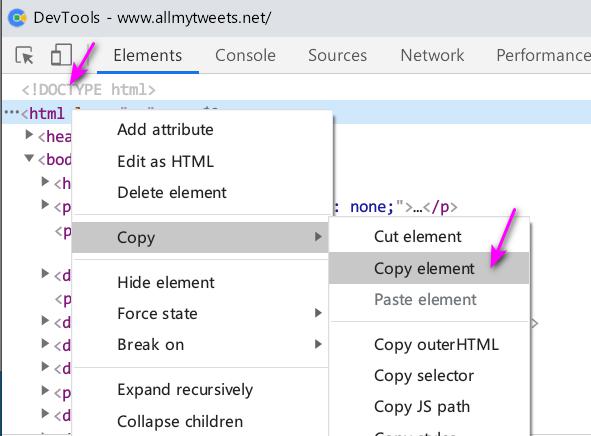 DevTools - www.allmytweets.net/
Elements Console Sources Network Performance
<!DOCTYPE html>
<html
<hea
<bod
<h
<p : none;">…</p>
<p
<d
<p
<d
<d
<d
<p
<d
Add attribute
Edit as HTML
Delete element
Copy
Hide element
Force state
Break on
Expand recursively
Collapse children
Cut element
Copy element
Paste element
Copy outerHTML
Copy selector
Copy JS path